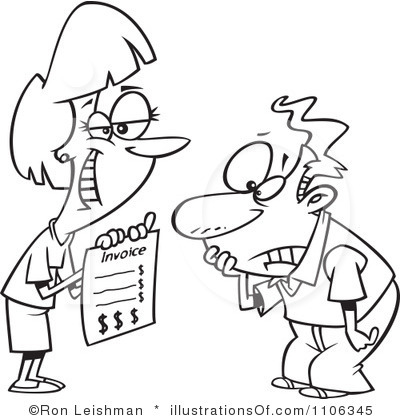 Invoice
$
$
$
$
$ $ $
©Ron Leishman * illustrationsOf.com/1106345